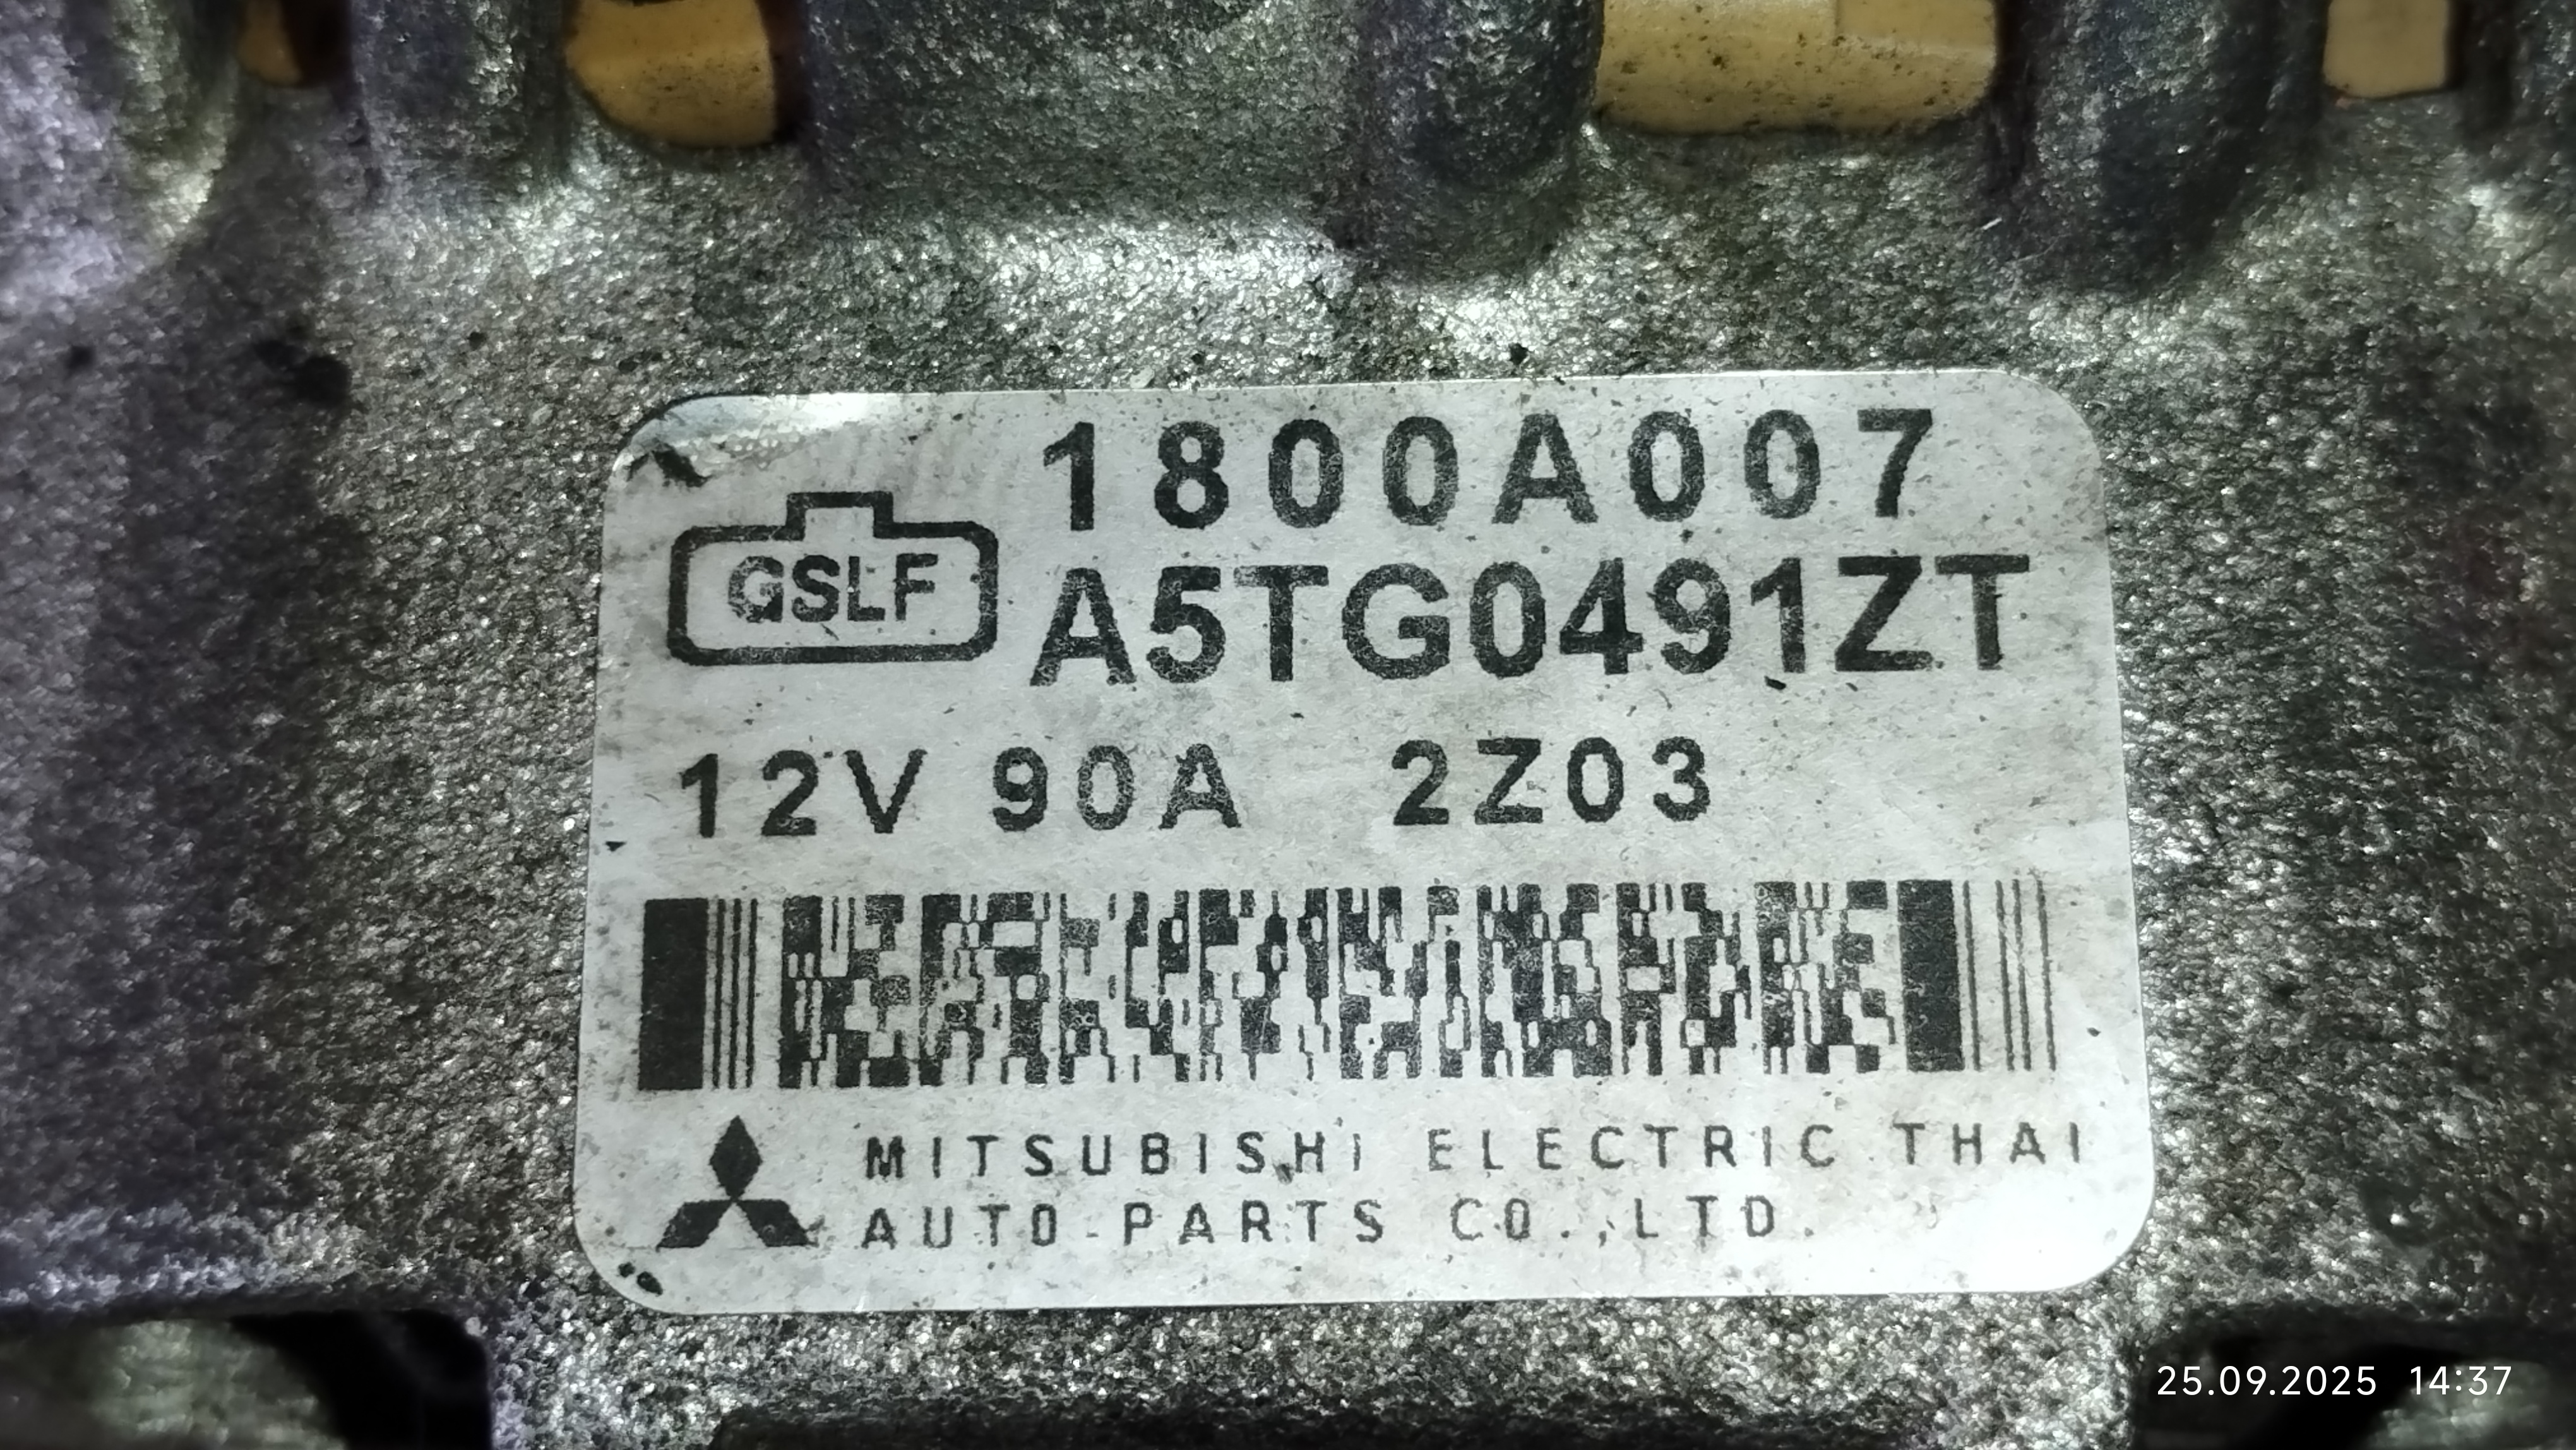 1800A007
GSLF
A5TG0491ZT
12V 90A 2Z03
MITSUBISHI ELECTRIC THAI
AUTO-PARTS CO.,LTD.
25.09.2025 14:37